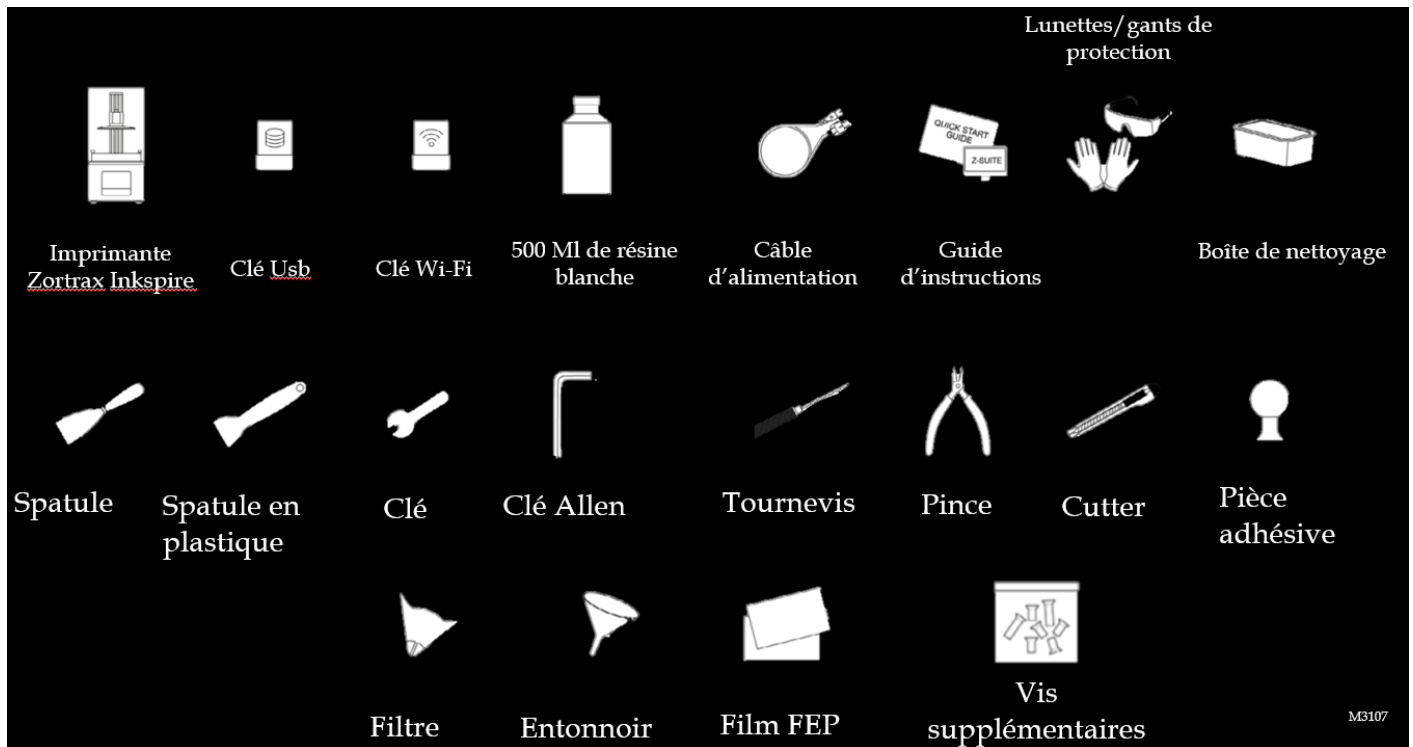 Lunettes/gants de
protection
QUICK START
GUIDE
Z-SUITE
Imprimante
Zortrax Inkspire
Clé Usb
Clé Wi-Fi
500 Ml de résine
blanche
Câble
d’alimentation
Guide
d’instructions
Boîte de nettoyage
Spatule
Spatule en
plastique
Clé
Clé Allen
Tournevis
Pince
Cutter
Pièce
adhésive
Filtre
Entonnoir
Film FEP
Vis
supplémentaires
M3107